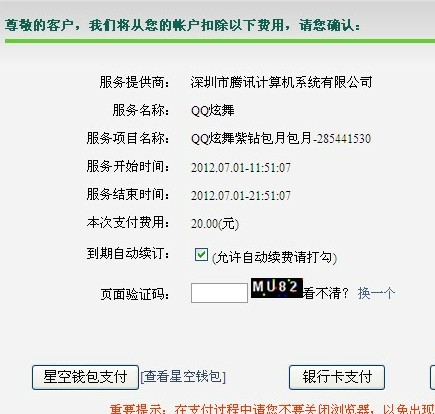 尊敬的客户，我们将从您的帐户扣除以下费用，请您确认：
服务提供商： 深圳市腾讯计算机系统有限公司
服务名称： QQ炫舞
服务项目名称： QQ炫舞紫钻包月包月-285441530
服务开始时间： 2012.07.01-11:51:07
服务结束时间： 2012.07.01-21:51:07
本次支付费用： 20.00(元)
到期自动续订： (允许自动续费请打勾)
页面验证码： MU82 看不清？ 换一个
星空钱包支付 [查看星空钱包] 银行卡支付
重要提示：在支付过程中请您不要关闭浏览器，以免出现